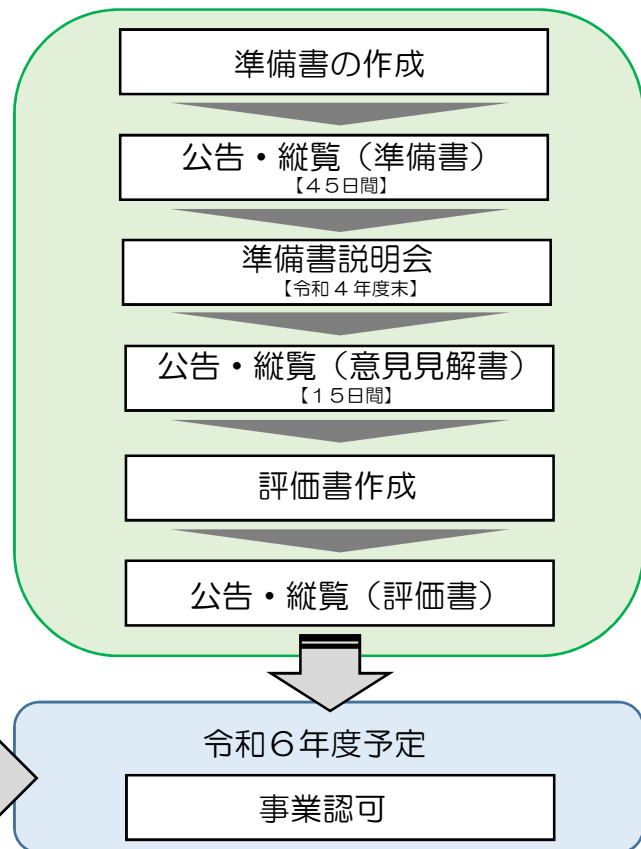 準備書の作成
公告・縦覧（準備書）
【４５日間】
準備書説明会
【令和４年度末】
公告・縦覧（意見見解書）
【１５日間】
評価書作成
公告・縦覧（評価書）
令和６年度予定
事業認可